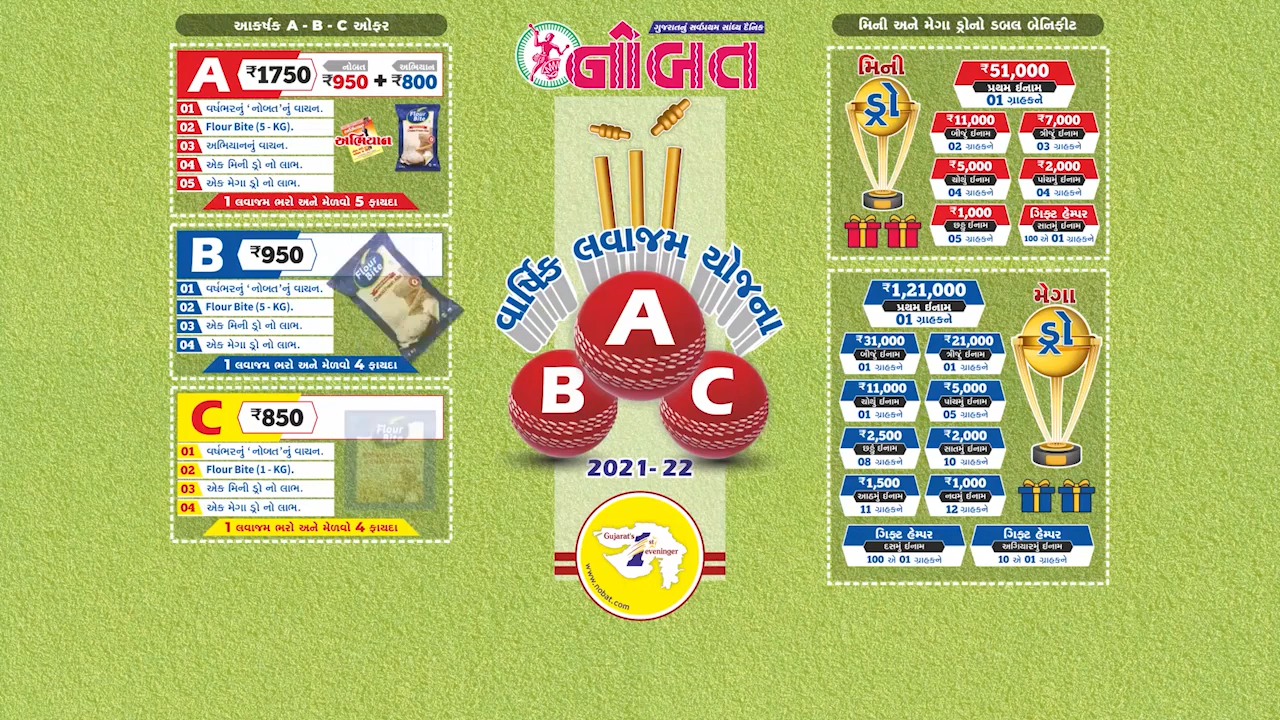 આકર્ષક A - B - C ઓફર
A ₹1750 નોબત ₹950 + અભિયાન ₹800
01 વર્ષભરનું ‘નોબત’નું વાચન.
02 Flour Bite (5 - KG).
03 અભિયાનનું વાચન.
04 એક મિની ડ્રો નો લાભ.
05 એક મેગા ડ્રો નો લાભ.
અભિયાન
Flour Bite
1 લવાજમ ભરો અને મેળવો 5 ફાયદા
B ₹950
01 વર્ષભરનું ‘નોબત’નું વાચન.
02 Flour Bite (5 - KG).
03 એક મિની ડ્રો નો લાભ.
04 એક મેગા ડ્રો નો લાભ.
Flour Bite
1 લવાજમ ભરો અને મેળવો 4 ફાયદા
C ₹850
01 વર્ષભરનું ‘નોબત’નું વાચન.
02 Flour Bite (1 - KG).
03 એક મિની ડ્રો નો લાભ.
04 એક મેગા ડ્રો નો લાભ.
Flour Bite
1 લવાજમ ભરો અને મેળવો 4 ફાયદા
ગુજરાતનું સર્વપ્રથમ સાંધ્ય દૈનિક
નોબત
વાર્ષિક લવાજમ યોજના
A
B C
2021- 22
Gujarat's 1st eveninger
www.nobat.com
મિની અને મેગા ડ્રોનો ડબલ બેનિફીટ
મિની
ડ્રો
₹51,000
પ્રથમ ઈનામ
01 ગ્રાહકને
₹11,000 ₹7,000
બીજું ઈનામ ત્રીજું ઈનામ
02 ગ્રાહકને 03 ગ્રાહકને
₹5,000 ₹2,000
ચોથું ઈનામ પાંચમું ઈનામ
04 ગ્રાહકને 04 ગ્રાહકને
₹1,000 ગિફ્ટ હેમ્પર
છઠ્ઠું ઈનામ સાતમું ઈનામ
05 ગ્રાહકને 100 એ 01 ગ્રાહકને
મેગા
ડ્રો
₹1,21,000
પ્રથમ ઈનામ
01 ગ્રાહકને
₹31,000 ₹21,000
બીજું ઈનામ ત્રીજું ઈનામ
01 ગ્રાહકને 01 ગ્રાહકને
₹11,000 ₹5,000
ચોથું ઈનામ પાંચમું ઈનામ
01 ગ્રાહકને 05 ગ્રાહકને
₹2,500 ₹2,000
છઠ્ઠું ઈનામ સાતમું ઈનામ
08 ગ્રાહકને 10 ગ્રાહકને
₹1,500 ₹1,000
આઠમું ઈનામ નવમું ઈનામ
11 ગ્રાહકને 12 ગ્રાહકને
ગિફ્ટ હેમ્પર ગિફ્ટ હેમ્પર
દસમું ઈનામ અગિયારમું ઈનામ
100 એ 01 ગ્રાહકને 10 એ 01 ગ્રાહકને